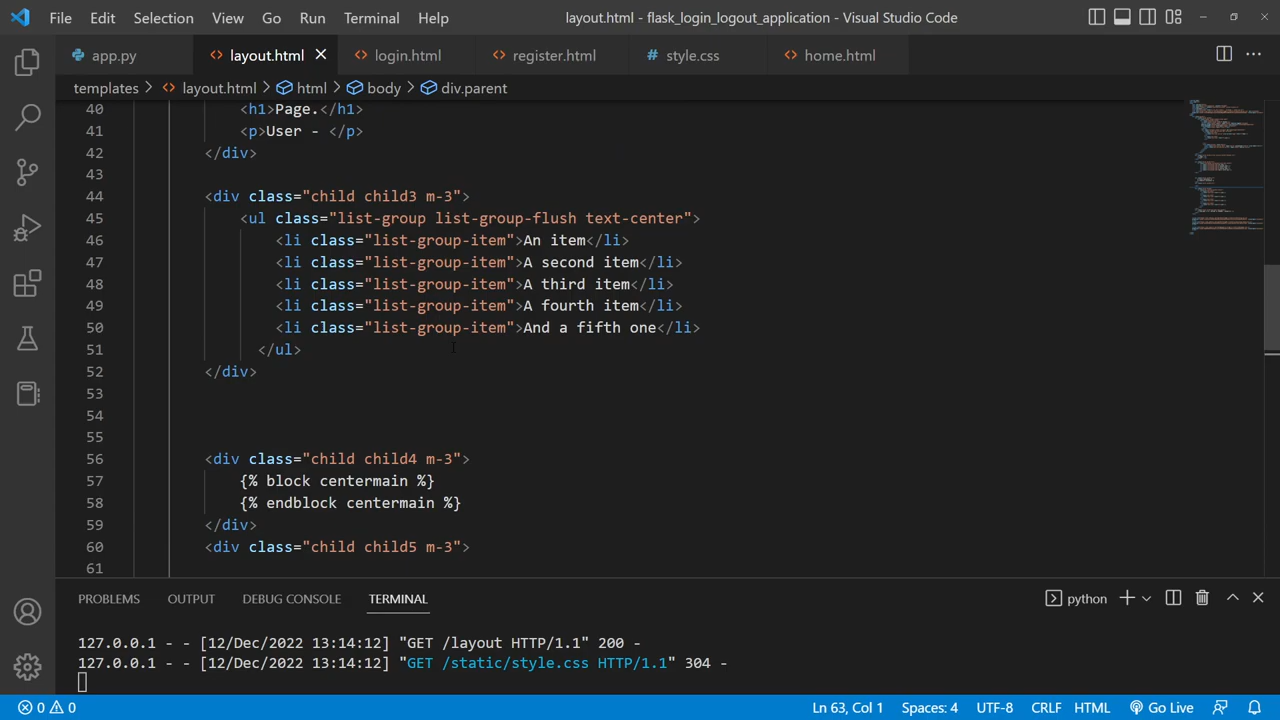 File Edit Selection View Go Run Terminal Help layout.html - flask_login_logout_application - Visual Studio Code
app.py <> layout.html <> login.html <> register.html # style.css <> home.html
templates > <> layout.html > html > body > div.parent
40 <h1>Page.</h1>
41 <p>User - </p>
42 </div>
43
44 <div class="child child3 m-3">
45 <ul class="list-group list-group-flush text-center">
46 <li class="list-group-item">An item</li>
47 <li class="list-group-item">A second item</li>
48 <li class="list-group-item">A third item</li>
49 <li class="list-group-item">A fourth item</li>
50 <li class="list-group-item">And a fifth one</li>
51 </ul>
52 </div>
53
54
55
56 <div class="child child4 m-3">
57 {% block centermain %}
58 {% endblock centermain %}
59 </div>
60 <div class="child child5 m-3">
61
PROBLEMS OUTPUT DEBUG CONSOLE TERMINAL python
127.0.0.1 - - [12/Dec/2022 13:14:12] "GET /layout HTTP/1.1" 200 -
127.0.0.1 - - [12/Dec/2022 13:14:12] "GET /static/style.css HTTP/1.1" 304 -
0 0 Ln 63, Col 1 Spaces: 4 UTF-8 CRLF HTML Go Live